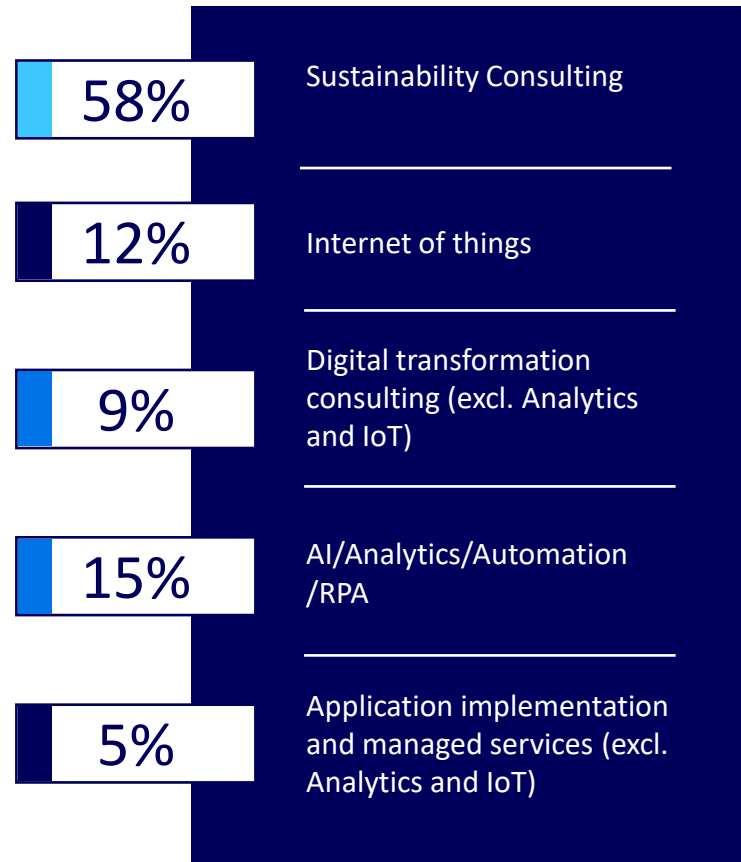 58%
Sustainability Consulting
12%
Internet of things
9%
Digital transformation
consulting (excl. Analytics
and IoT)
15%
AI/Analytics/Automation
/RPA
5%
Application implementation
and managed services (excl.
Analytics and IoT)